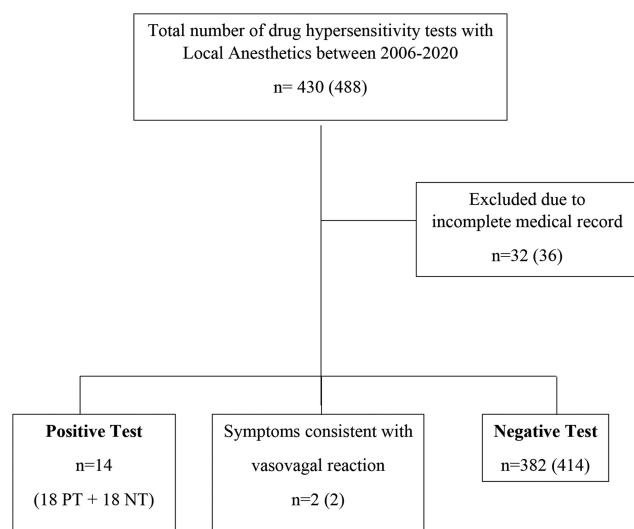 Total number of drug hypersensitivity tests with
Local Anesthetics between 2006-2020
n= 430 (488)
Excluded due to
incomplete medical record
n=32 (36)
Positive Test
n=14
(18 PT + 18 NT)
Symptoms consistent with
vasovagal reaction
n=2 (2)
Negative Test
n=382 (414)